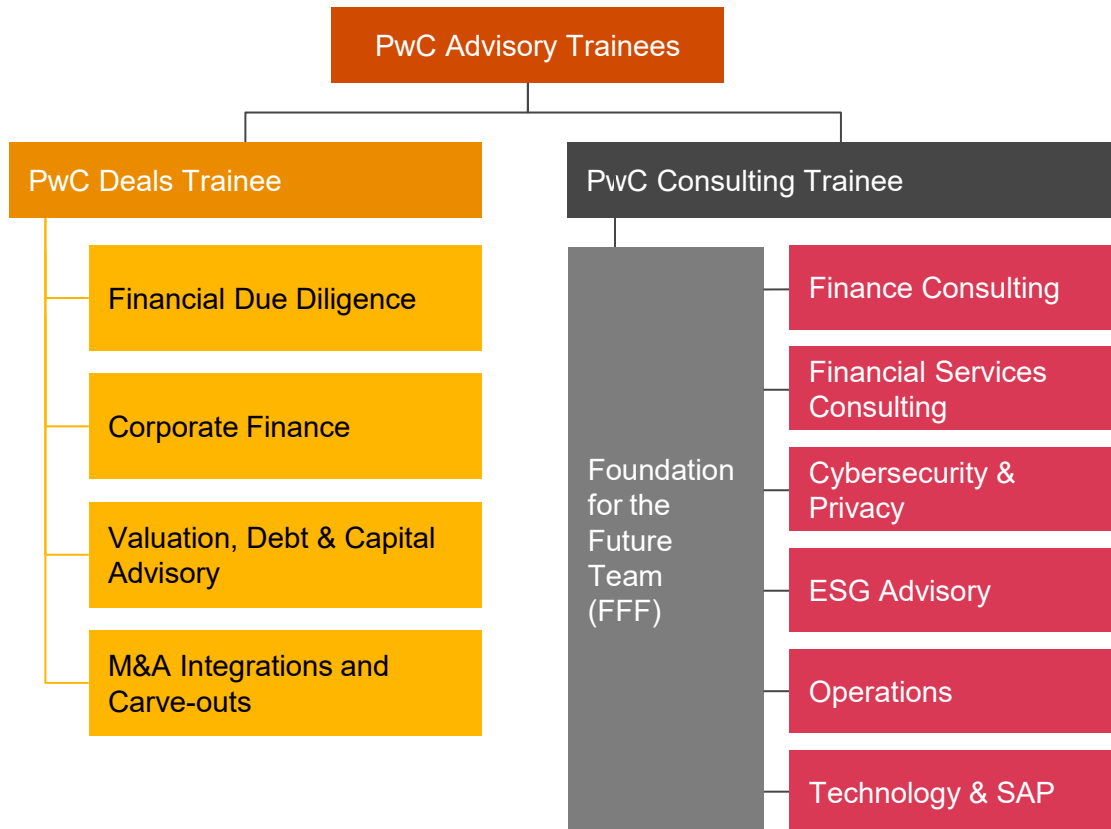 PwC Advisory Trainees
PwC Deals Trainee
Financial Due Diligence
Corporate Finance
Valuation, Debt & Capital
Advisory
M&A Integrations and
Carve-outs
PwC Consulting Trainee
Foundation
for the
Future
Team
(FFF)
Finance Consulting
Financial Services
Consulting
Cybersecurity &
Privacy
ESG Advisory
Operations
Technology & SAP